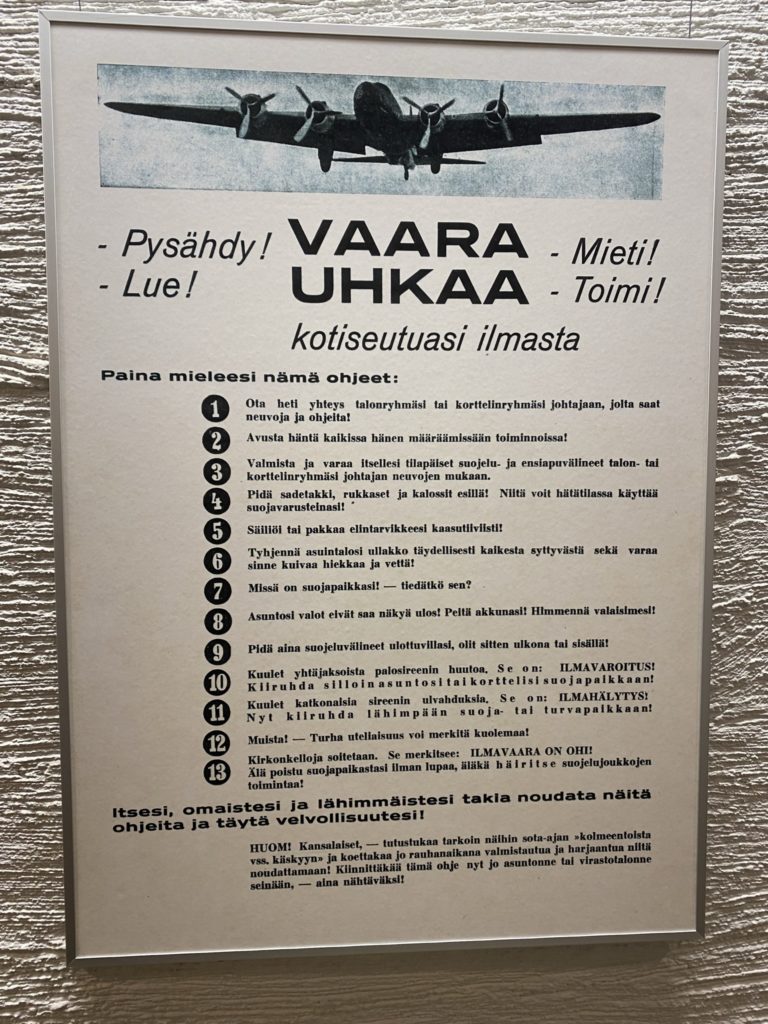 - Pysähdy! VAARA - Mieti!
- Lue! UHKAA - Toimi!
kotiseutuasi ilmasta
Paina mieleesi nämä ohjeet:
1 Ota heti yhteys talonryhmäsi tai korttelinryhmäsi johtajaan, jolta saat
neuvoja ja ohjeita!
2 Avusta häntä kaikissa hänen määräämissään toiminnoissa!
3 Valmista ja varaa itsellesi tilapäiset suojelu- ja ensiapuvälineet talon- tai
korttelinryhmäsi johtajan neuvojen mukaan.
4 Pidä sadetakki, rukkaset ja kalossit esillä! Niitä voit hätätilassa käyttää
suojavarusteinasi!
5 Säiliöi tai pakkaa elintarvikkeesi kaasutiiviisti!
6 Tyhjennä asuintalosi ullakko täydellisesti kaikesta syttyvästä sekä varaa
sinne kuivaa hiekkaa ja vettä!
7 Missä on suojapaikkasi! — tiedätkö sen?
8 Asuntosi valot eivät saa näkyä ulos! Peitä akkunasi! Himmennä valaisimesi!
9 Pidä aina suojeluvälineet ulottuvillasi, olit sitten ulkona tai sisällä!
10 Kuulet yhtäjaksoista palosireenin huutoa. Se on: ILMAVAROITUS!
Kiiruhda silloin asuntosi tai korttelisi suojapaikkaan!
11 Kuulet katkonaisia sireenin ulvahduksia. Se on: ILMAHÄLYTYS!
Nyt kiiruhda lähimpään suoja- tai turvapaikkaan!
12 Muista! — Turha uteliaisuus voi merkitä kuolemaa!
13 Kirkonkelloja soitetaan. Se merkitsee: ILMAVAARA ON OHI!
Älä poistu suojapaikastasi ilman lupaa, äläkä häiritse suojelujoukkojen
toimintaa!
Itsesi, omaistesi ja lähimmäistesi takia noudata näitä
ohjeita ja täytä velvollisuutesi!
HUOM! Kansalaiset, — tutustukaa tarkoin näihin sota-ajan »kolmeentoista
vss. käskyyn» ja koettakaa jo rauhanaikana valmistautua ja harjaantua niitä
noudattamaan! Kiinnittäkää tämä ohje nyt jo asuntonne tai virastotalonne
seinään, — aina nähtäväksi!